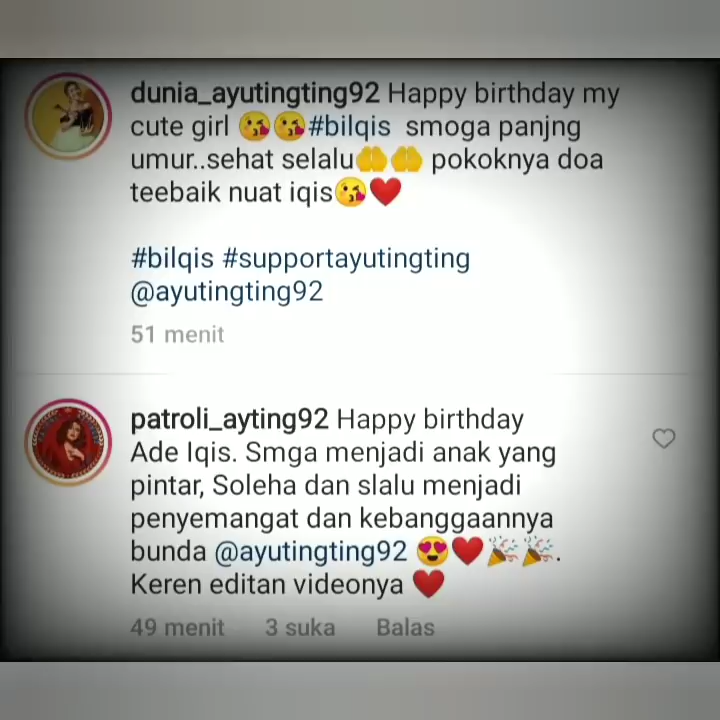 dunia_ayutingting92 Happy birthday my
cute girl 😘😘#bilqis smoga panjng
umur..sehat selalu🤲🤲 pokoknya doa
teebaik nuat iqis😘❤️
#bilqis #supportayutingting
@ayutingting92
51 menit
patroli_ayting92 Happy birthday
Ade Iqis. Smga menjadi anak yang
pintar, Soleha dan slalu menjadi
penyemangat dan kebanggaannya
bunda @ayutingting92 😍❤️🎉🎉.
Keren editan videonya ❤️
49 menit 3 suka Balas